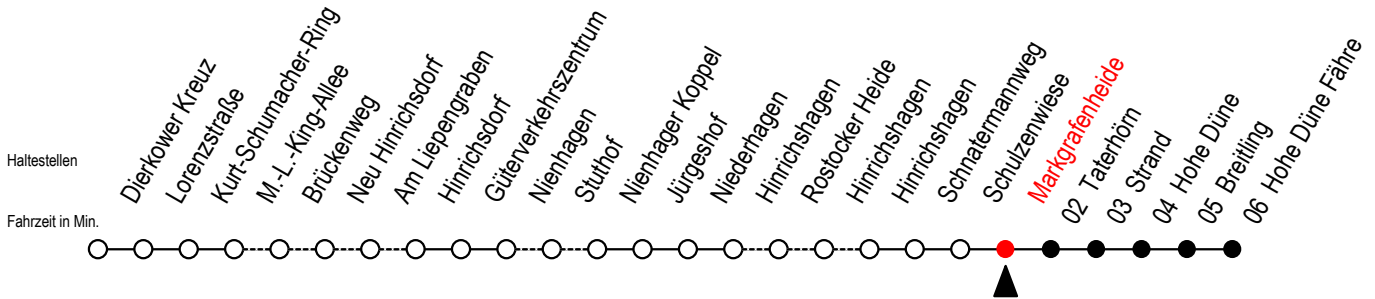 Haltestellen
Dierkower Kreuz
Lorenzstraße
Kurt-Schumacher-Ring
M.-L.-King-Allee
Brückenweg
Neu Hinrichsdorf
Am Liepengraben
Hinrichsdorf
Güterverkehrszentrum
Nienhagen
Stuthof
Nienhager Koppel
Jürgeshof
Niederhagen
Hinrichshagen
Rostocker Heide
Hinrichshagen
Hinrichshagen
Schnatermannweg
Schulzenwiese
Markgrafenheide
02 Taterhörn
03 Strand
04 Hohe Düne
05 Breitling
06 Hohe Düne Fähre
Fahrzeit in Min.